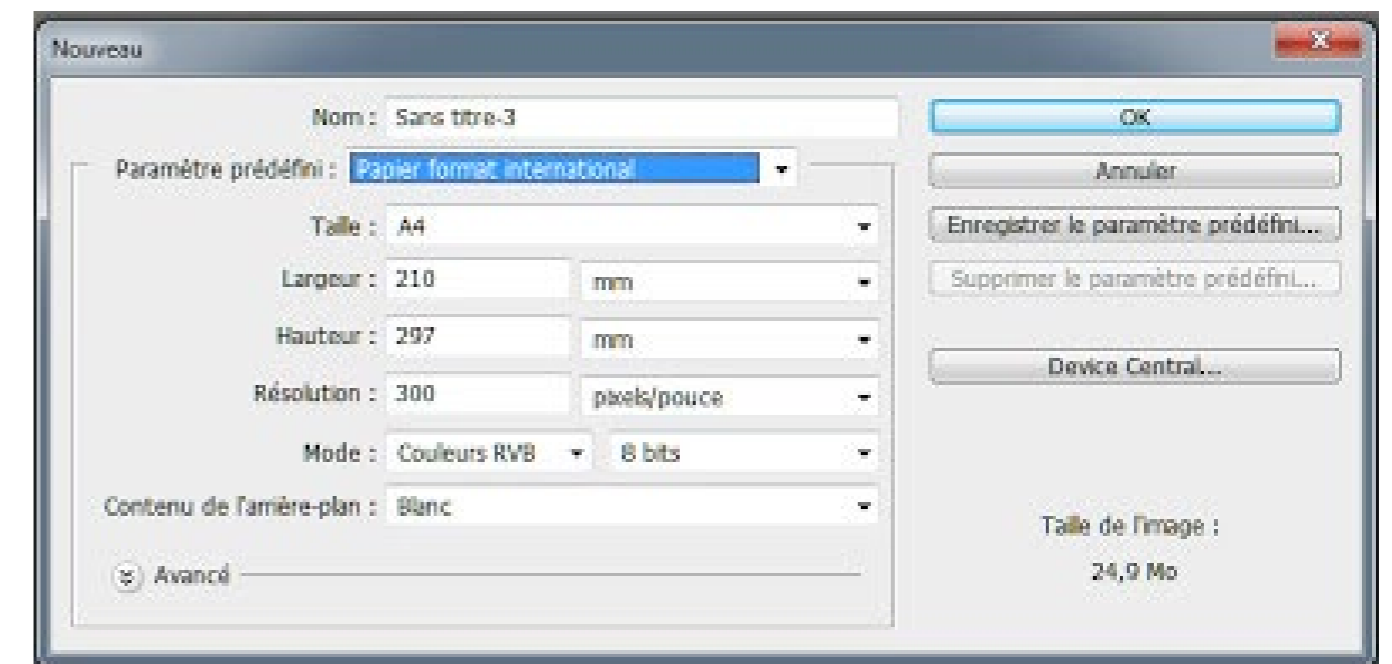 Nouveau
Nom : Sans titre-3
Paramètre prédéfini : Papier format international
Taille : A4
Largeur : 210 mm
Hauteur : 297 mm
Résolution : 300 pixels/pouce
Mode : Couleurs RVB 8 bits
Contenu de l'arrière-plan : Blanc
Avancé
OK
Annuler
Enregistrer le paramètre prédéfini...
Supprimer le paramètre prédéfini...
Device Central...
Taille de l'image :
24,9 Mo